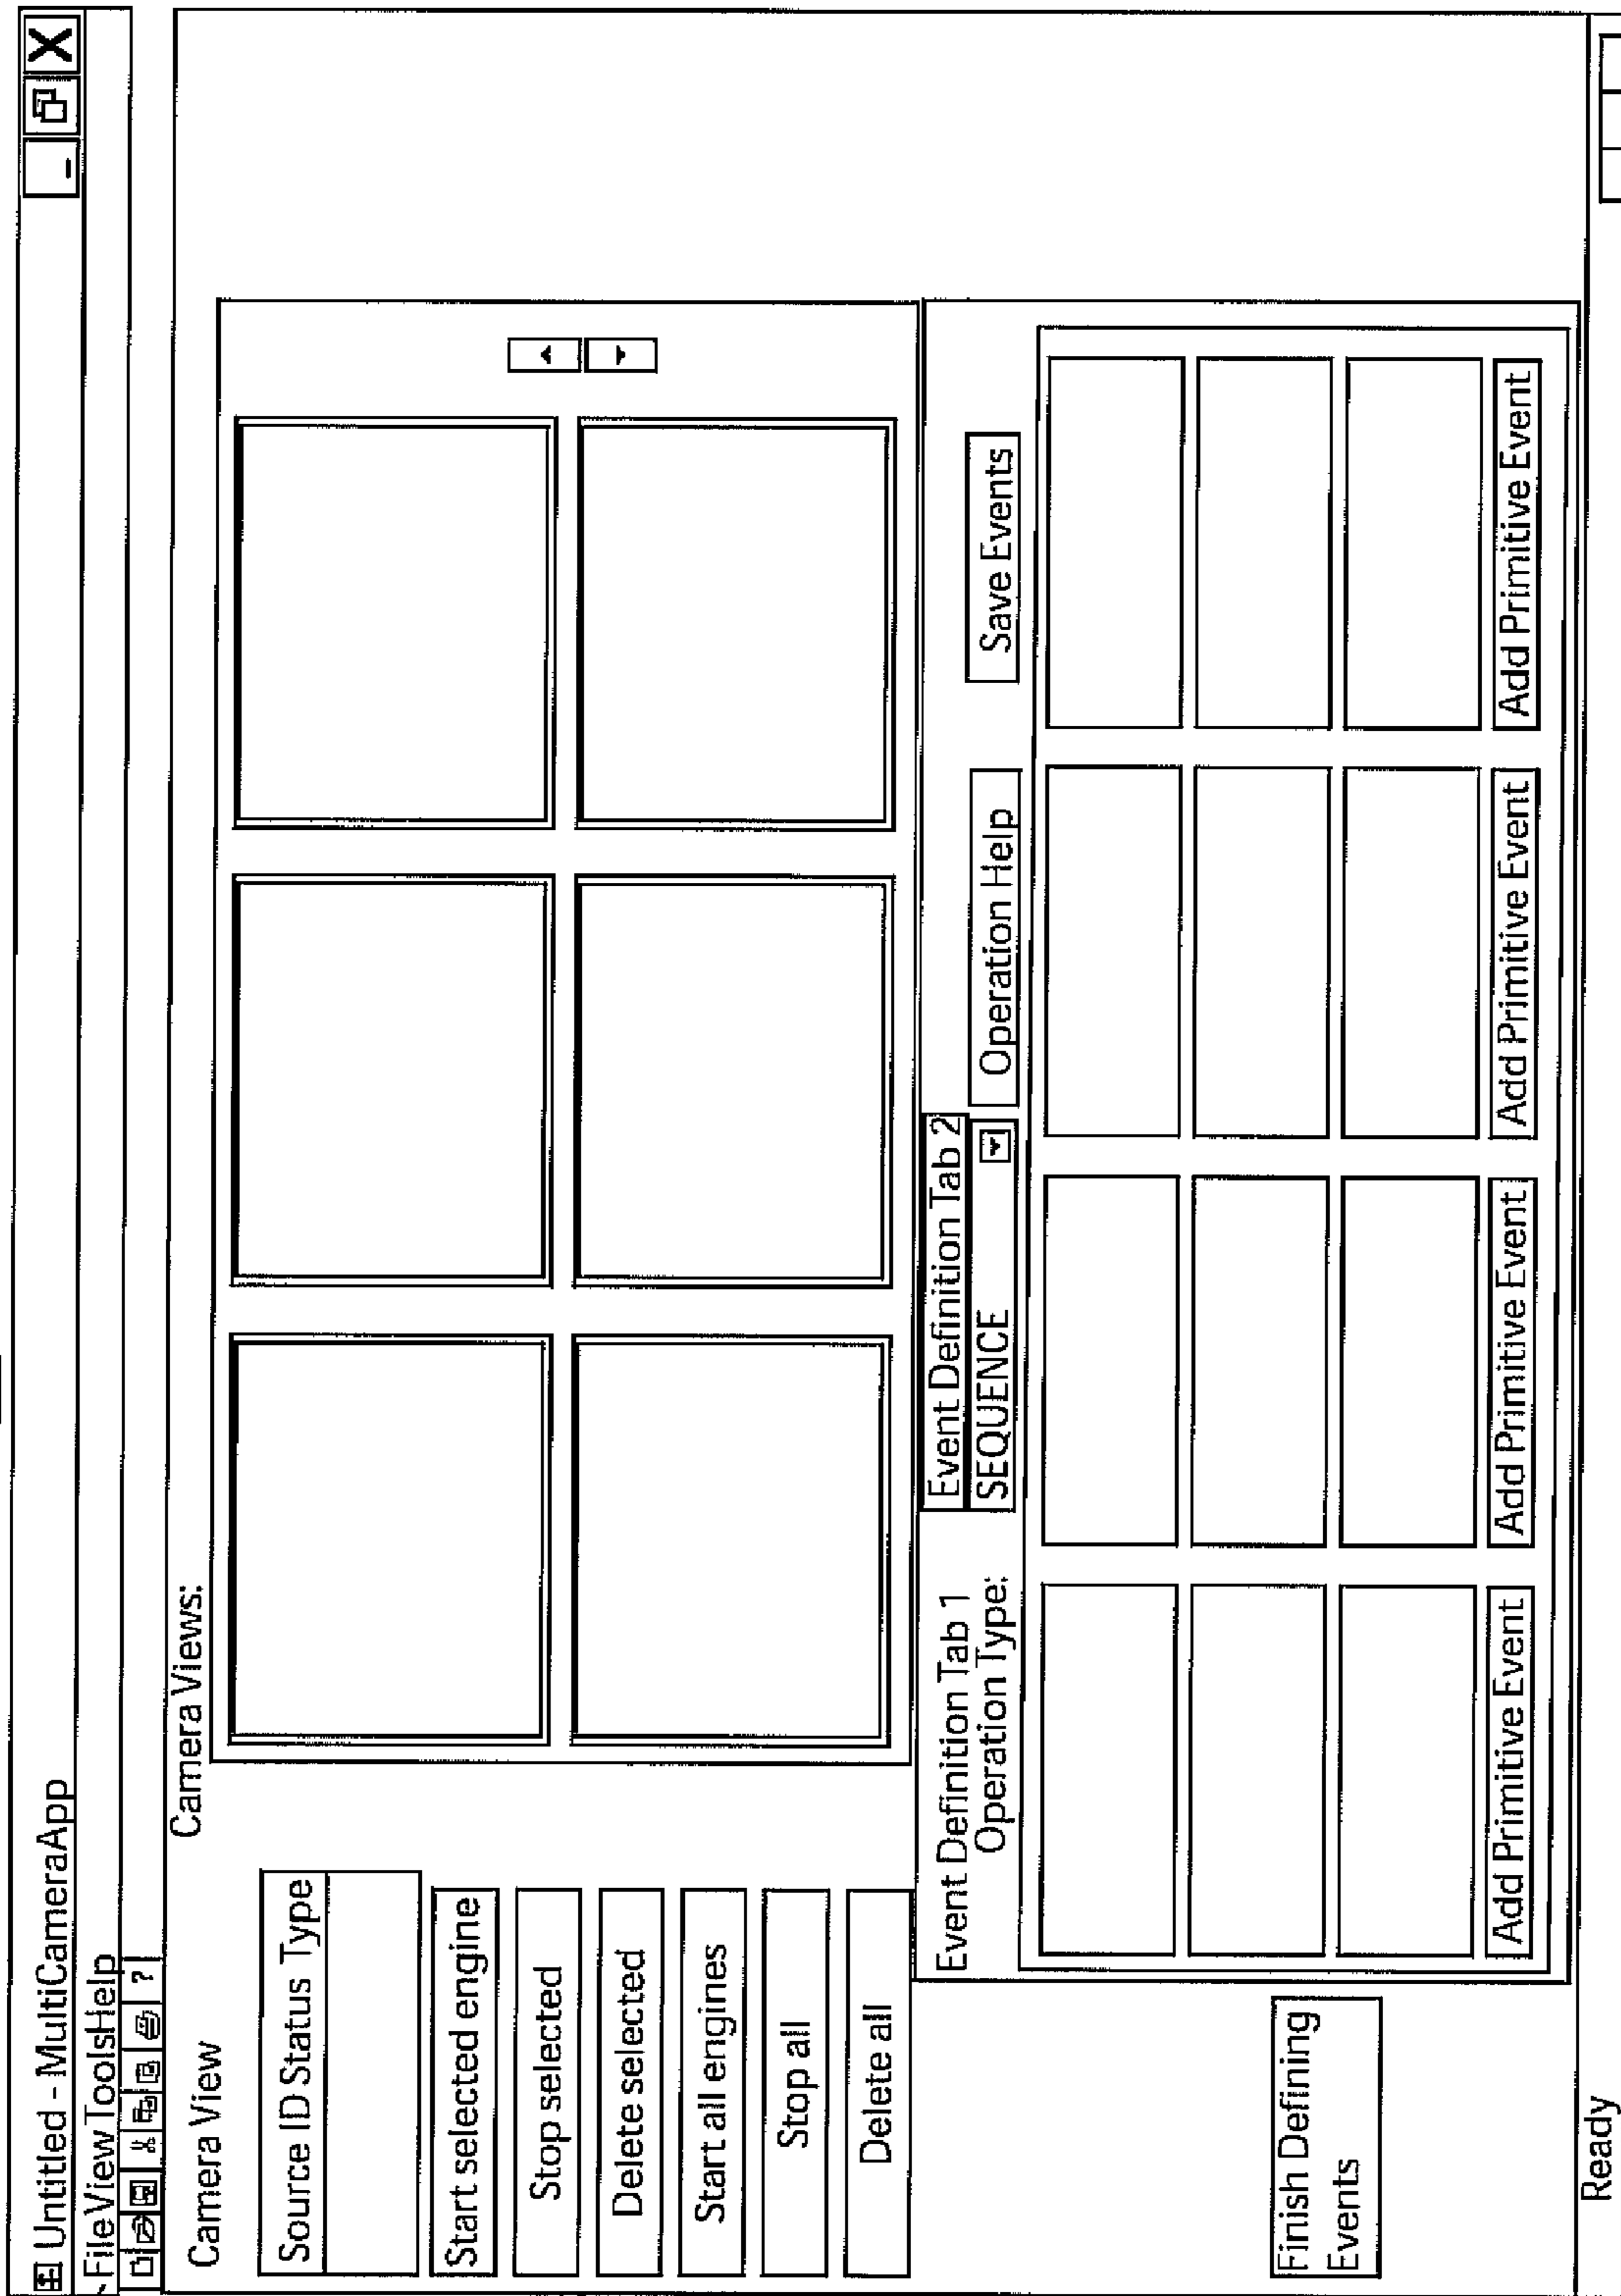 Untitled - MultiCameraApp
File View ToolsHelp
?
Camera View
Camera Views:
Source ID Status Type
Start selected engine
Stop selected
Delete selected
Start all engines
Stop all
Delete all
Event Definition Tab 1
Event Definition Tab 2
Operation Type:
SEQUENCE
Operation Help
Save Events
Add Primitive Event
Add Primitive Event
Add Primitive Event
Add Primitive Event
Finish Defining
Events
Ready